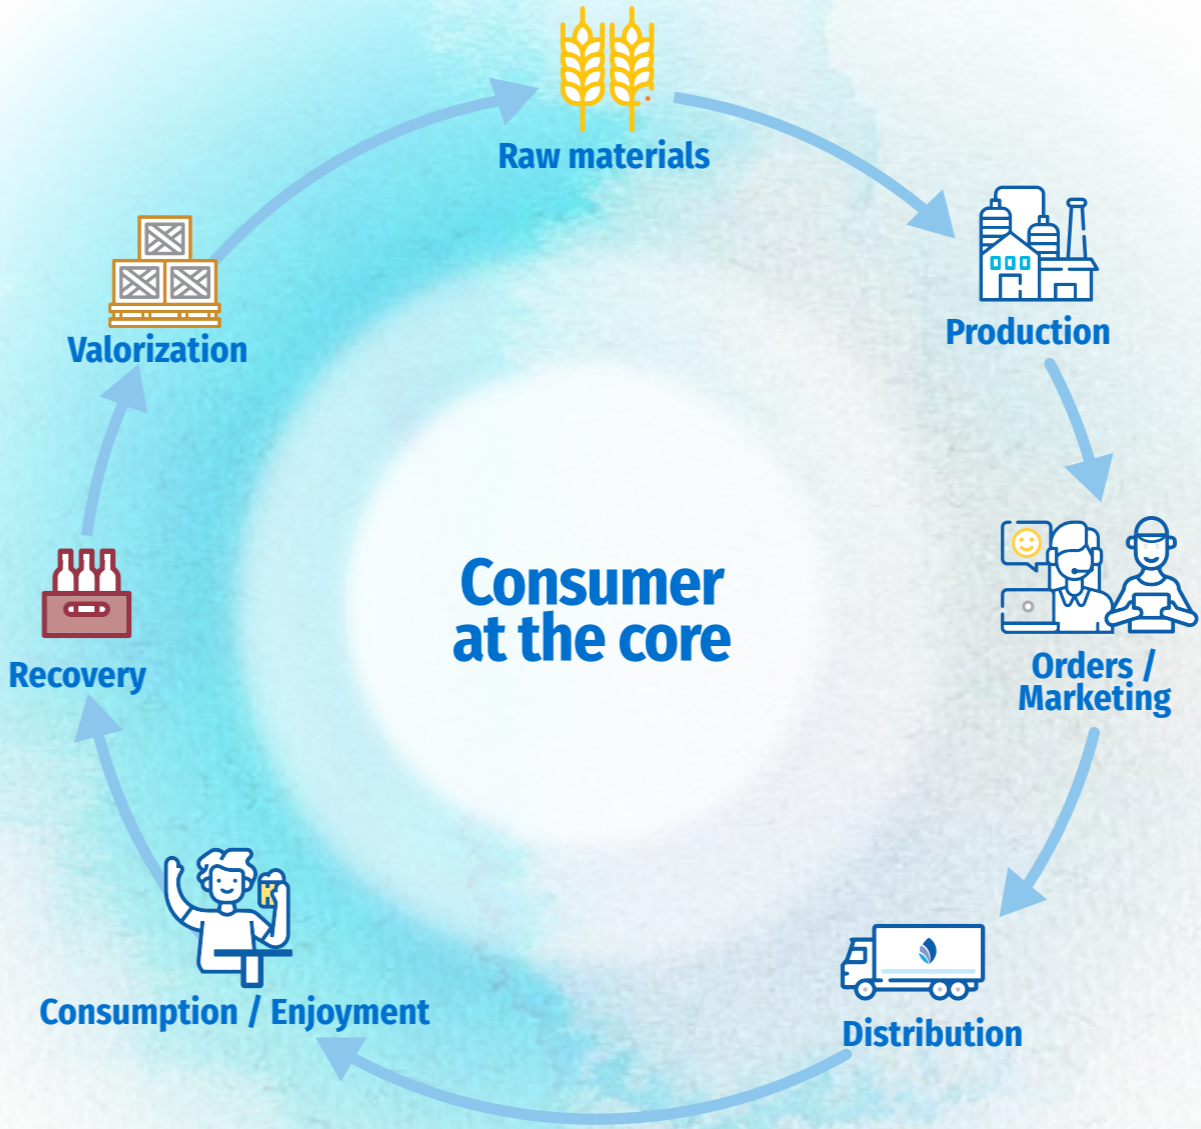 Raw materials
Production
Orders /
Marketing
Distribution
Consumption / Enjoyment
Recovery
Valorization
Consumer
at the core